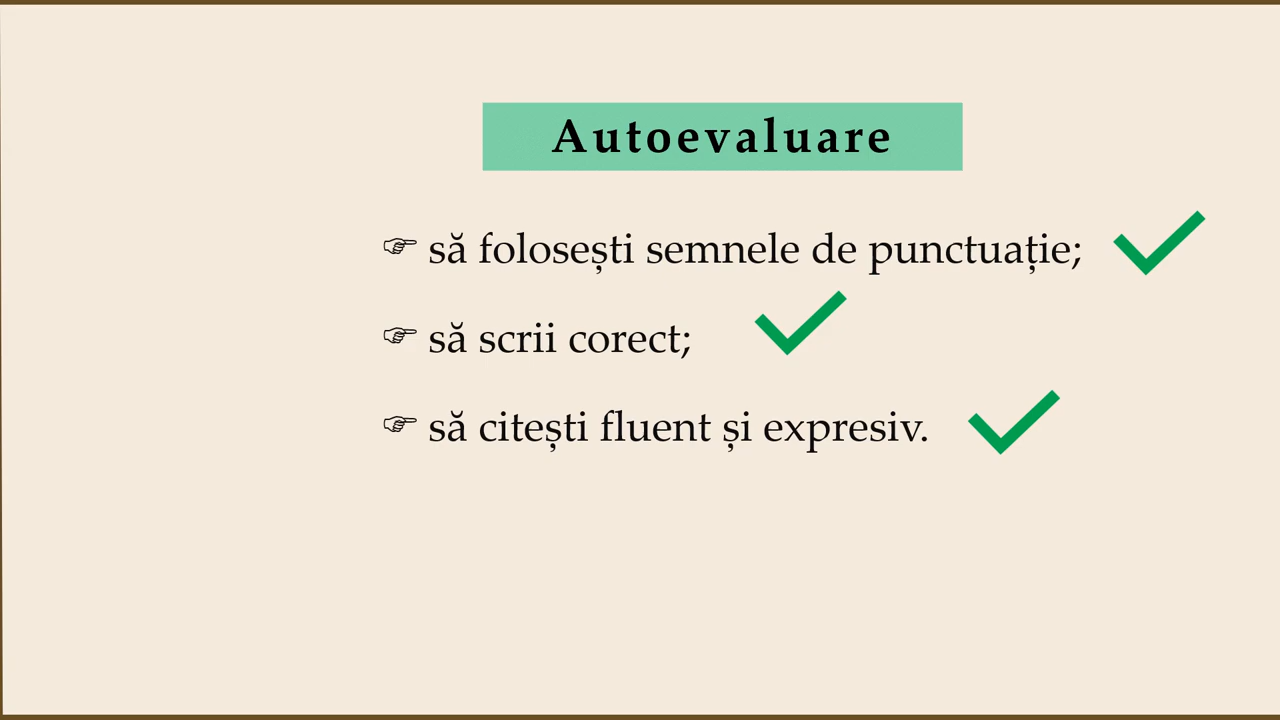 Autoevaluare
☞ să folosești semnele de punctuație;
☞ să scrii corect;
☞ să citești fluent și expresiv.